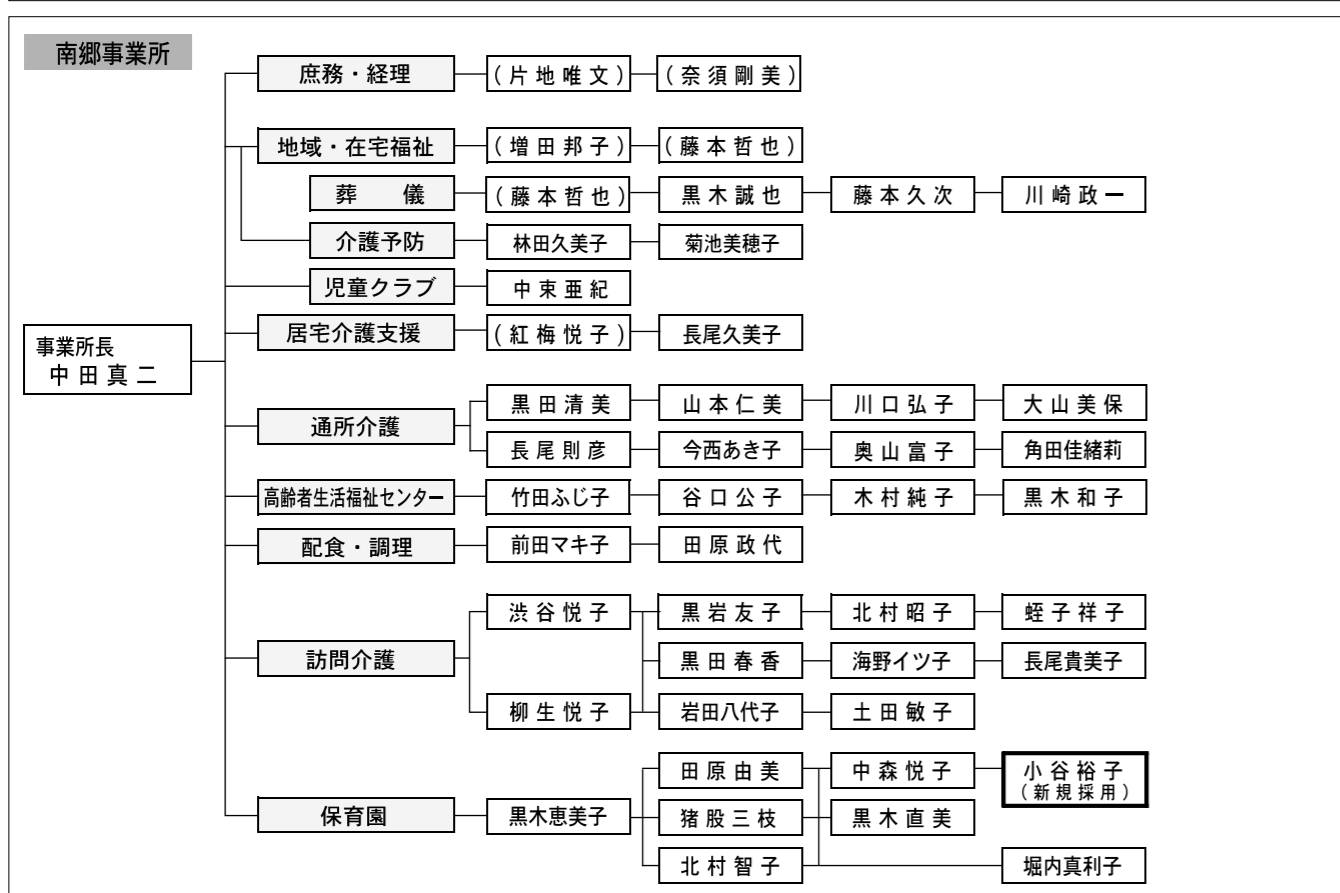 南郷事業所
庶務・経理 (片地唯文) (奈須剛美)
地域・在宅福祉 (増田邦子) (藤本哲也)
葬儀 (藤本哲也) 黒木誠也 藤本久次 川崎政一
介護予防 林田久美子 菊池美穂子
児童クラブ 中束亜紀
居宅介護支援 (紅梅悦子) 長尾久美子
事業所長
中田真二
通所介護
黒田清美 山本仁美 川口弘子 大山美保
長尾則彦 今西あき子 奥山富子 角田佳緒莉
高齢者生活福祉センター 竹田ふじ子 谷口公子 木村純子 黒木和子
配食・調理 前田マキ子 田原政代
訪問介護
渋谷悦子 黒岩友子 北村昭子 蛭子祥子
黒田春香 海野イツ子 長尾貴美子
柳生悦子 岩田八代子 土田敏子
保育園 黒木恵美子
田原由美 中森悦子 小谷裕子
(新規採用)
猪股三枝 黒木直美
北村智子 堀内真利子